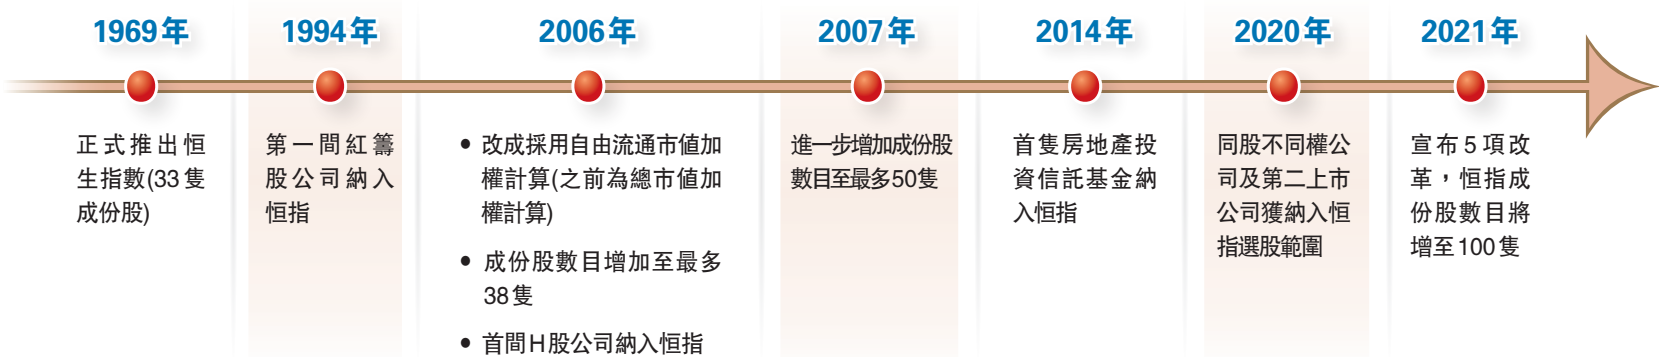 1969年
正式推出恒
生指數(33隻
成份股)
1994年
第一間紅籌
股公司納入
恒指
2006年
• 改成採用自由流通市值加
權計算(之前為總市值加
權計算)
• 成份股數目增加至最多
38隻
• 首間H股公司納入恒指
2007年
進一步增加成份股
數目至最多50隻
2014年
首隻房地產投
資信託基金納
入恒指
2020年
同股不同權公
司及第二上市
公司獲納入恒
指選股範圍
2021年
宣布5項改
革，恒指成
份股數目將
增至100隻